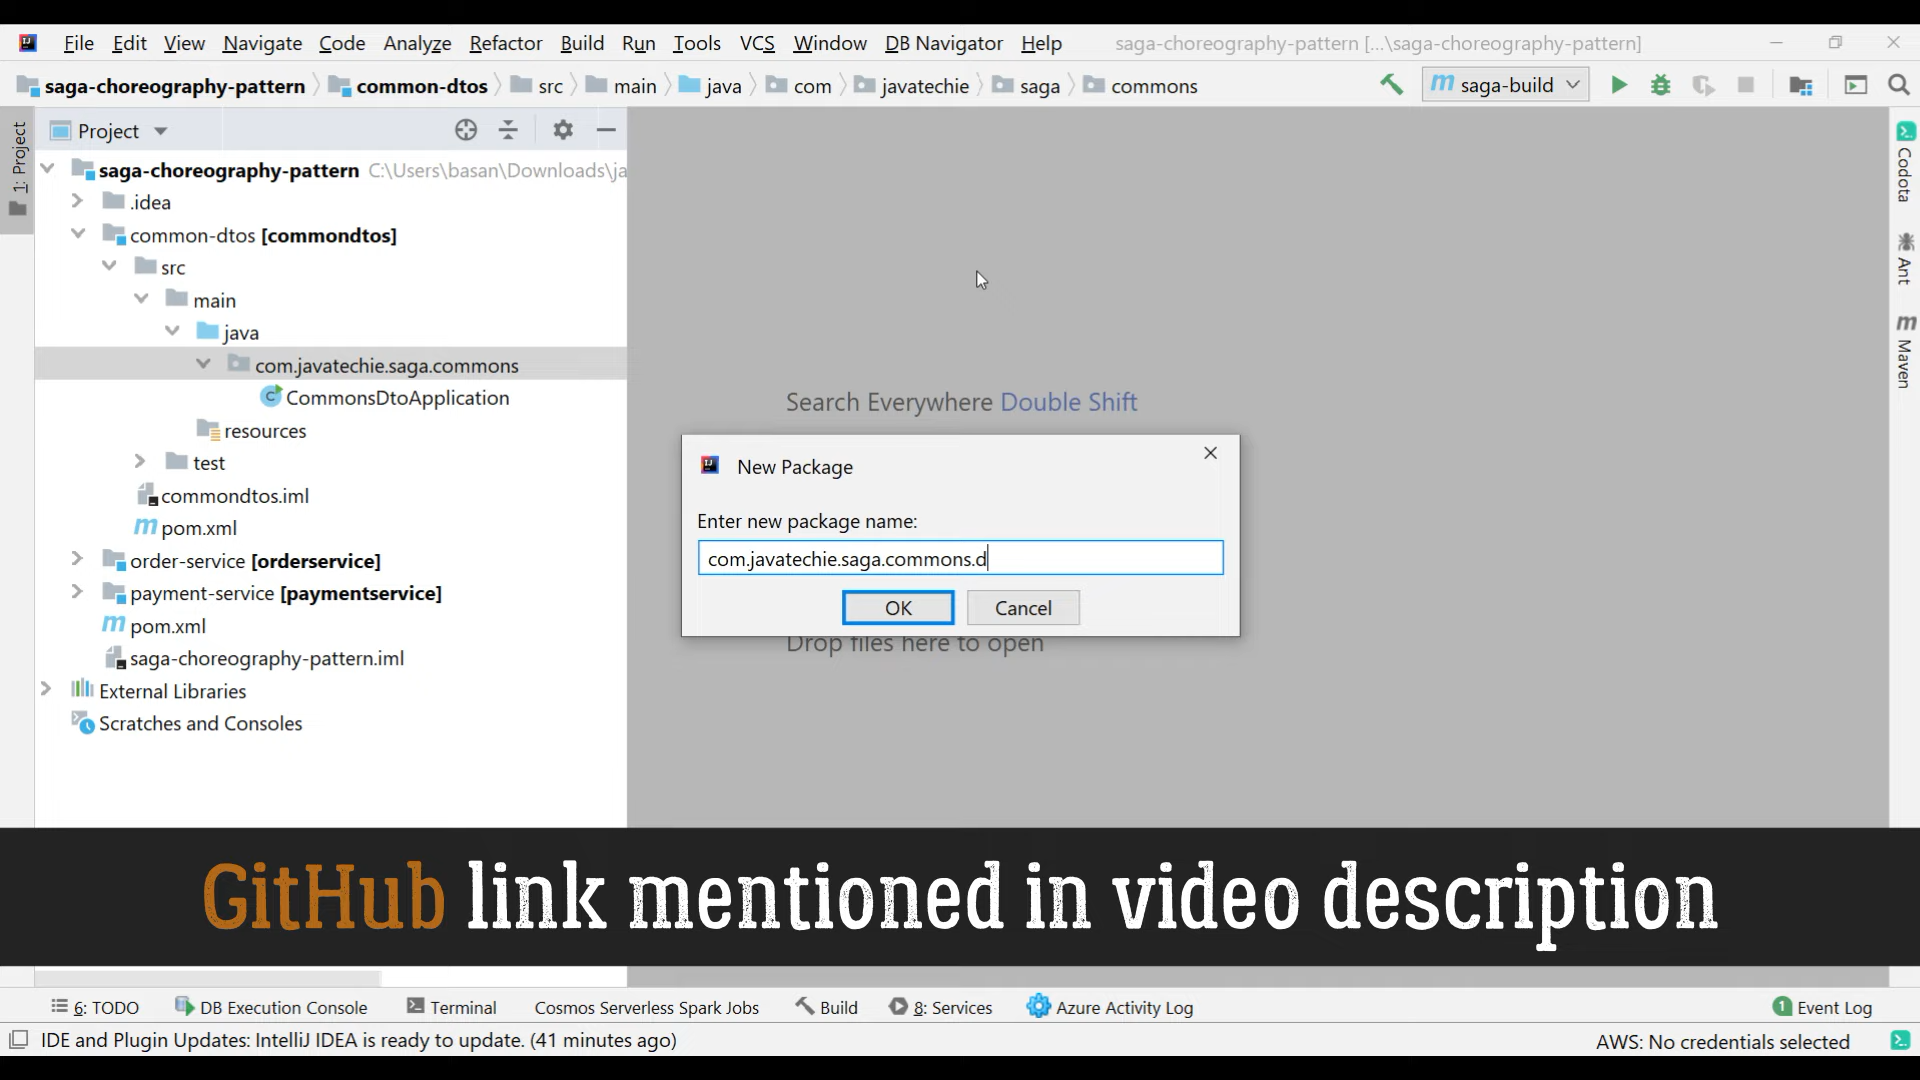 File Edit View Navigate Code Analyze Refactor Build Run Tools VCS Window DB Navigator Help saga-choreography-pattern [...\saga-choreography-pattern]
saga-choreography-pattern common-dtos src main java com javatechie saga commons saga-build
1: Project
Project
saga-choreography-pattern C:\Users\basan\Downloads\ja
.idea
common-dtos [commondtos]
src
main
java
com.javatechie.saga.commons
CommonsDtoApplication
resources
test
commondtos.iml
pom.xml
order-service [orderservice]
payment-service [paymentservice]
pom.xml
saga-choreography-pattern.iml
External Libraries
Scratches and Consoles
Search Everywhere Double Shift
New Package
Enter new package name:
com.javatechie.saga.commons.d
OK Cancel
Drop files here to open
Codota
Ant
Maven
GitHub link mentioned in video description
6: TODO DB Execution Console Terminal Cosmos Serverless Spark Jobs Build 8: Services Azure Activity Log 1 Event Log
IDE and Plugin Updates: IntelliJ IDEA is ready to update. (41 minutes ago) AWS: No credentials selected